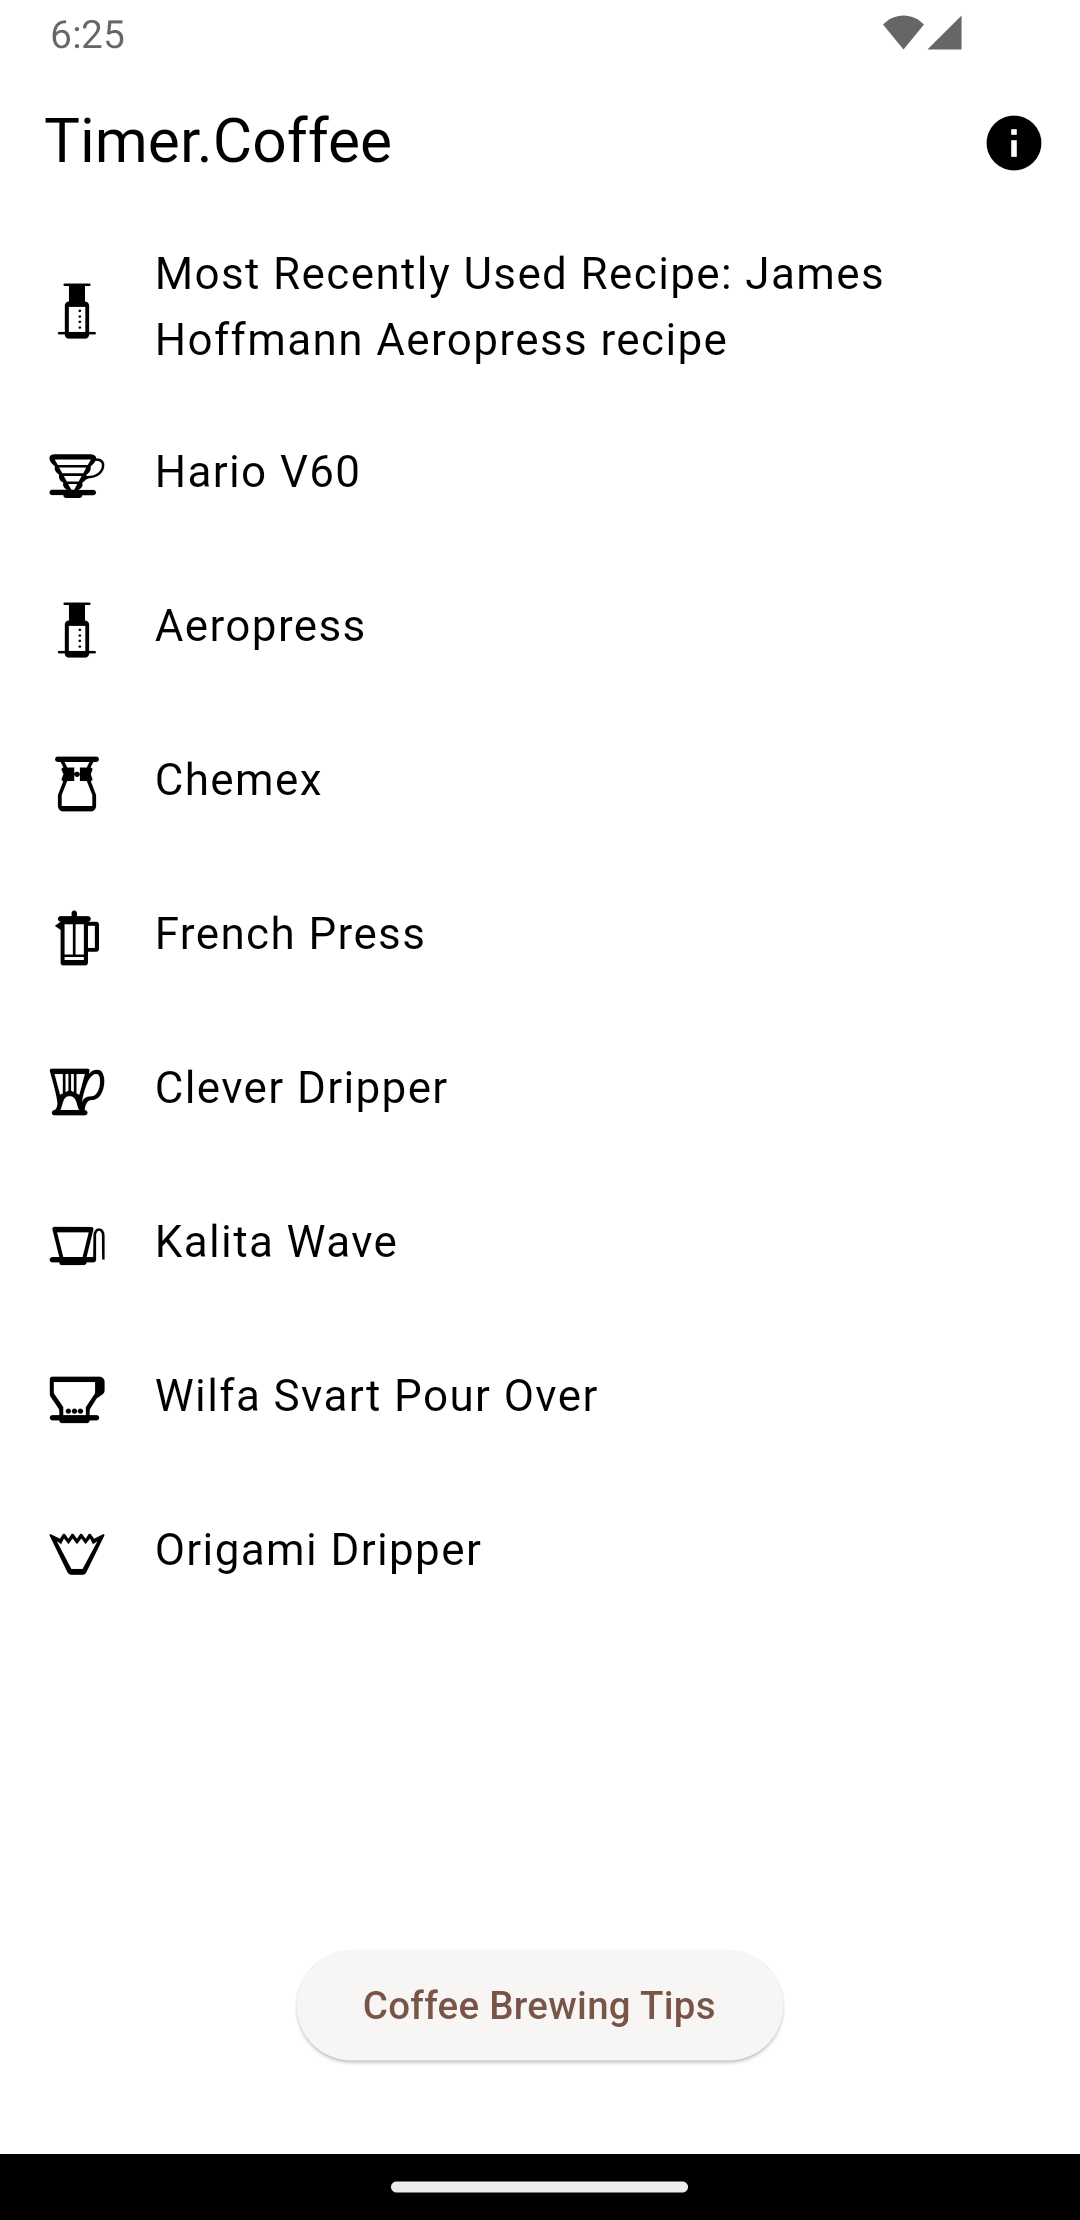 6:25
Timer.Coffee
Most Recently Used Recipe: James
Hoffmann Aeropress recipe
Hario V60
Aeropress
Chemex
French Press
Clever Dripper
Kalita Wave
Wilfa Svart Pour Over
Origami Dripper
Coffee Brewing Tips